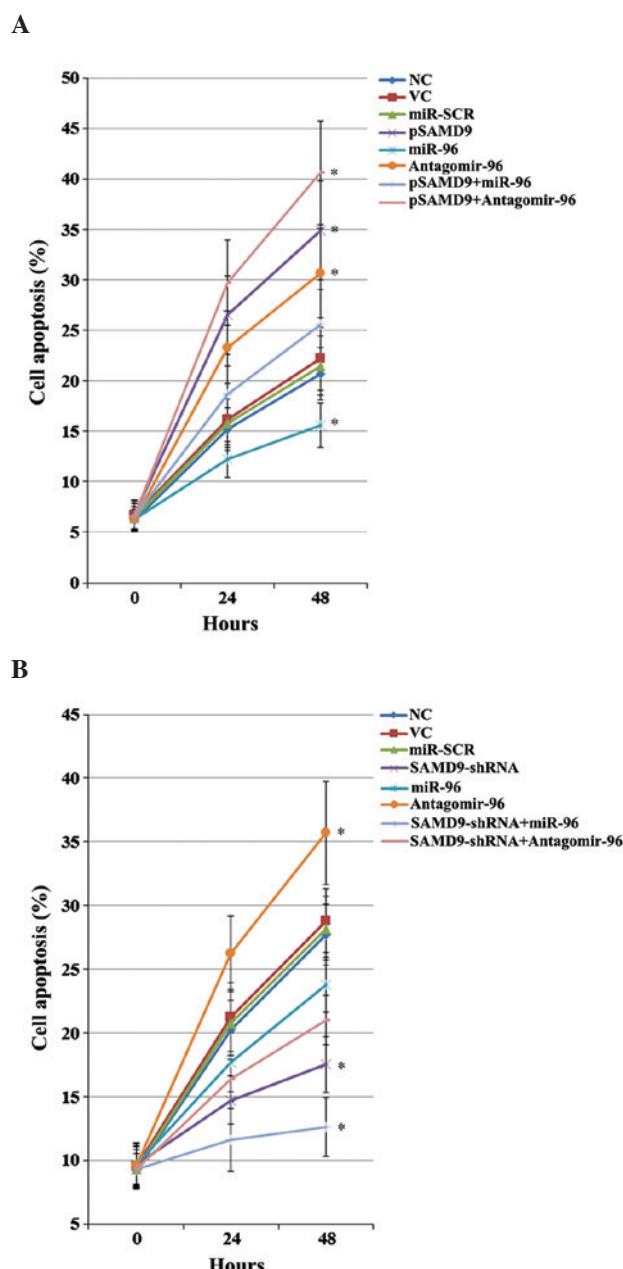 A
Cell apoptosis (%)
50
45
40
35
30
25
20
15
10
5
0
0 24 48
Hours
NC
VC
miR-SCR
pSAMD9
miR-96
Antagomir-96
pSAMD9+miR-96
pSAMD9+Antagomir-96
*
*
*
*
B
Cell apoptosis (%)
45
40
35
30
25
20
15
10
5
0 24 48
Hours
NC
VC
miR-SCR
SAMD9-shRNA
miR-96
Antagomir-96
SAMD9-shRNA+miR-96
SAMD9-shRNA+Antagomir-96
*
*
*